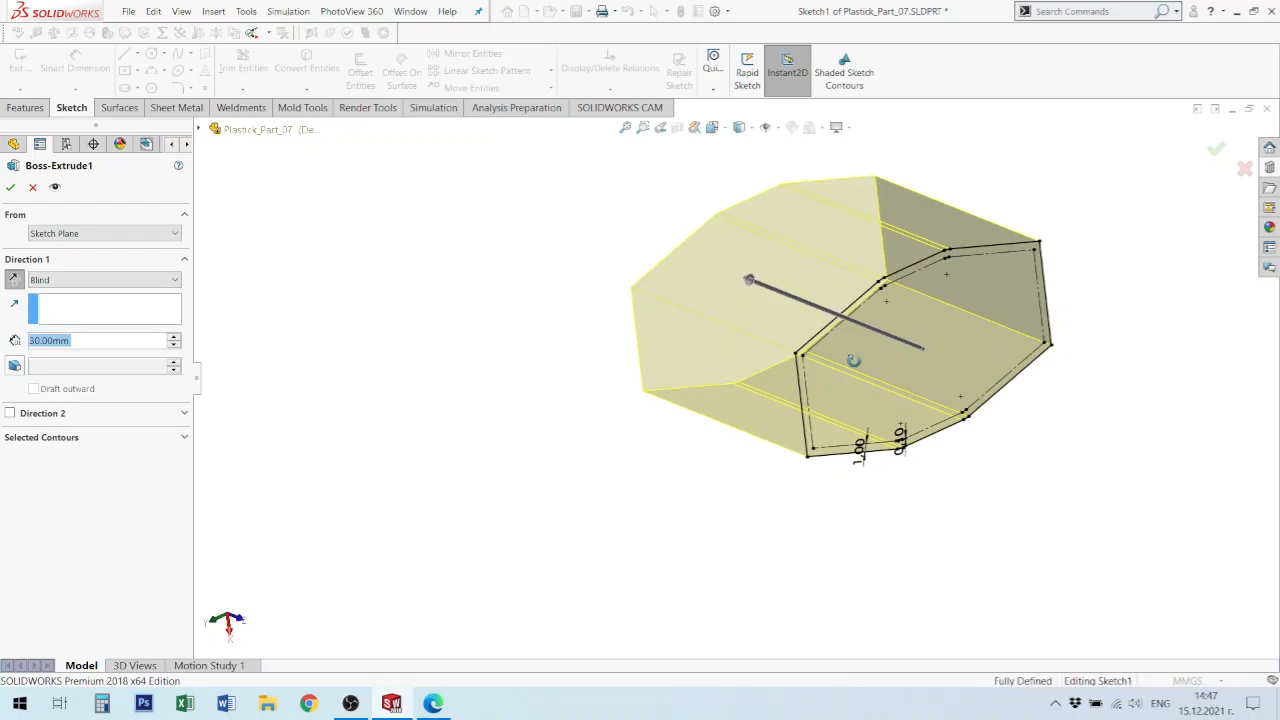 SOLIDWORKS File Edit View Insert Tools Simulation PhotoView 360 Window Help Sketch1 of Plastick_Part_07.SLDPRT * Search Commands
Exit ... Smart Dimension Trim Entities Convert Entities Offset Entities Offset On Surface Mirror Entities Linear Sketch Pattern Move Entities Display/Delete Relations Repair Sketch Qui... Rapid Sketch Instant2D Shaded Sketch Contours
Features Sketch Surfaces Sheet Metal Weldments Mold Tools Render Tools Simulation Analysis Preparation SOLIDWORKS CAM
Plastick_Part_07 (De...
Boss-Extrude1
From
Sketch Plane
Direction 1
Blind
30.00mm
Draft outward
Direction 2
Selected Contours
1,00
Y Z
X
Model 3D Views Motion Study 1
SOLIDWORKS Premium 2018 x64 Edition Fully Defined Editing Sketch1 MMGS
14:47
ENG
15.12.2021 г.